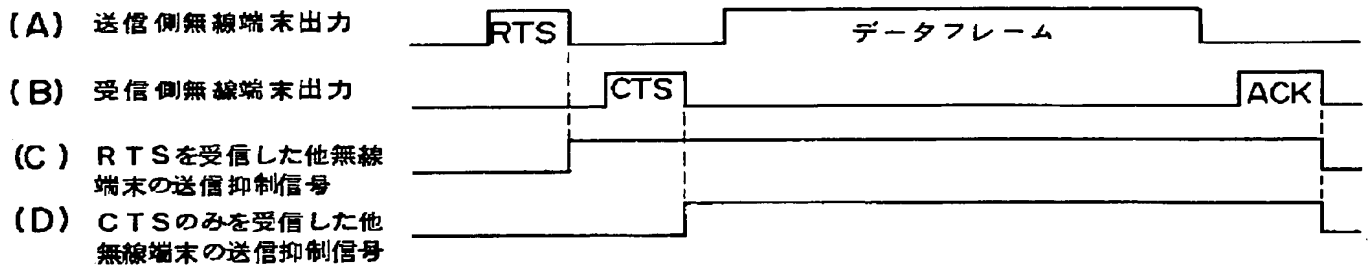 (A) 送信側無線端末出力
RTS
データフレーム
(B) 受信側無線端末出力
CTS
ACK
(C) RTSを受信した他無線
端末の送信抑制信号
(D) CTSのみを受信した他
無線端末の送信抑制信号